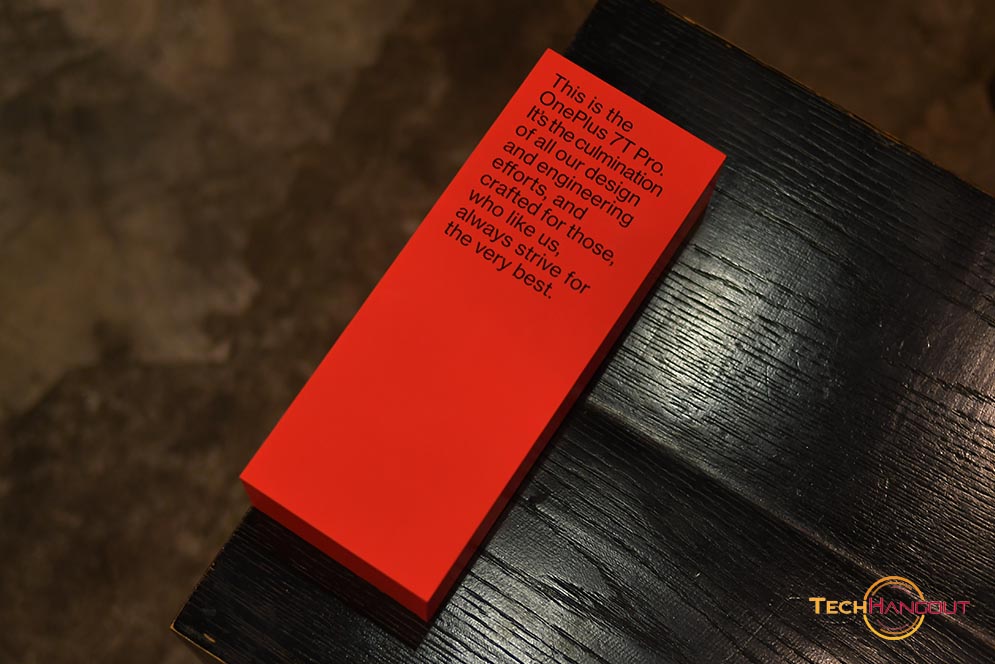 This is the
OnePlus 7T Pro.
It's the culmination
of all our design
and engineering
efforts, and
crafted for those,
who like us,
always strive for
the very best.
TECHHANGOUT